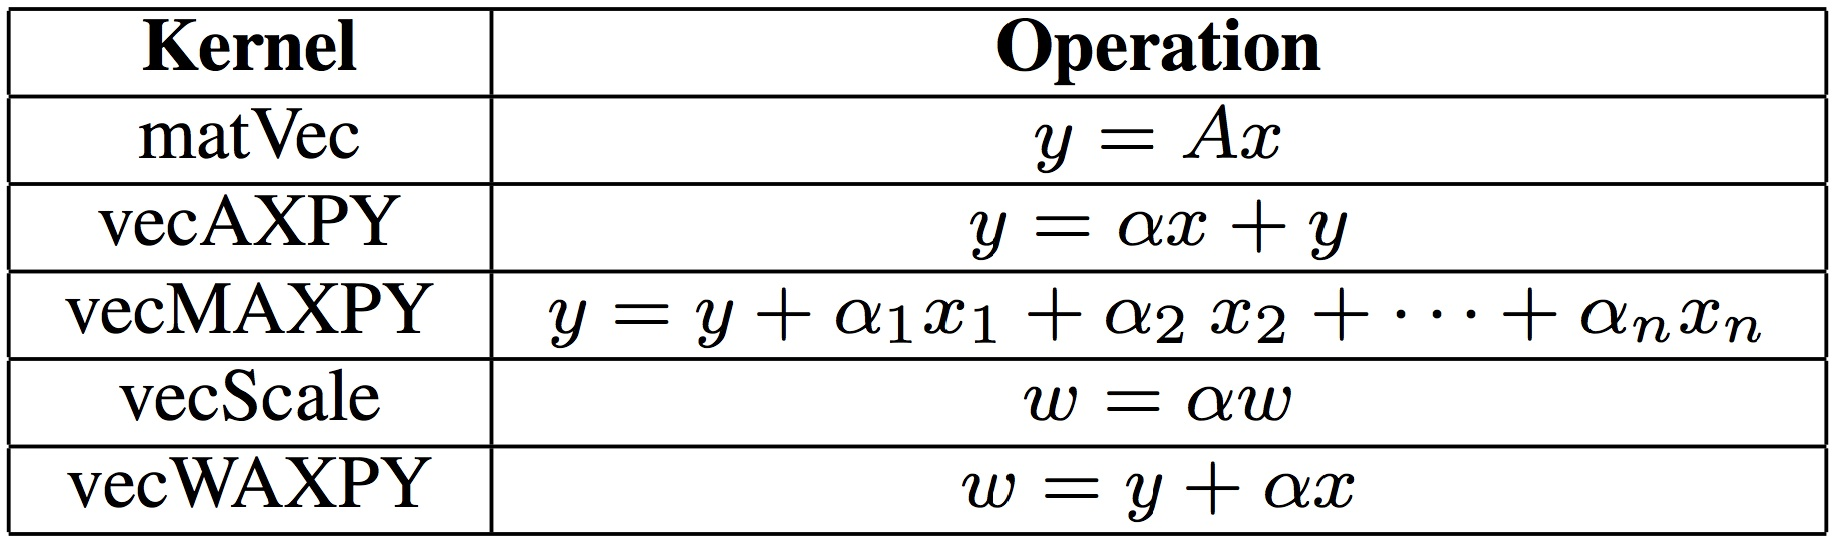 Kernel Operation
matVec y = Ax
vecAXPY y = αx + y
vecMAXPY y = y + α₁x₁ + α₂ x₂ + ··· + αₙxₙ
vecScale w = αw
vecWAXPY w = y + αx